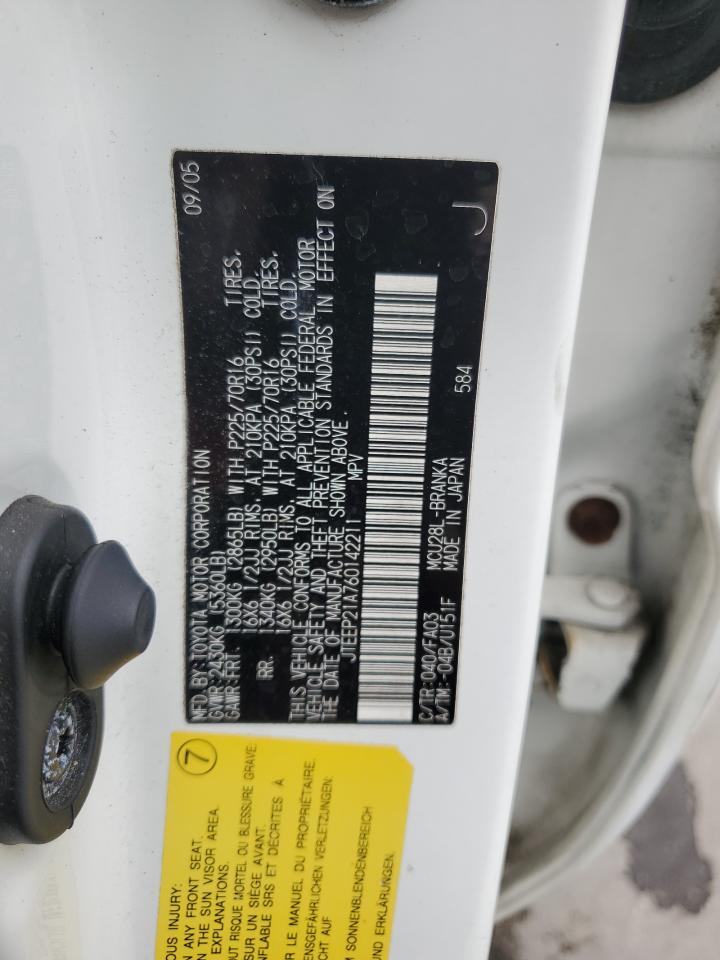 MFD. BY:TOYOTA MOTOR CORPORATION 09/05
GVWR:2430KG (5360LB)
GAWR:FRT 1300KG (2865LB) WITH P225/70R16 TIRES,
16X6 1/2JJ RIMS, AT 210KPA (30PSI) COLD.
RR. 1340KG (2950LB) WITH P225/70R16 TIRES,
16X6 1/2JJ RIMS, AT 210KPA (30PSI) COLD.
THIS VEHICLE CONFORMS TO ALL APPLICABLE FEDERAL MOTOR
VEHICLE SAFETY AND THEFT PREVENTION STANDARDS IN EFFECT ON
THE DATE OF MANUFACTURE SHOWN ABOVE.
JTEEP21A760142211 MPV
C/TR:040/FA03 MCU28L-BRANKA 584
A/TM:-04B/U151F MADE IN JAPAN J
7
OUS INJURY:
N ANY FRONT SEAT.
N THE SUN VISOR AREA.
EXPLANATIONS.
OUT RISQUE MORTEL OU BLESSURE GRAVE
SUR UN SIÈGE AVANT.
INFLABLE SRS ET DÉCRITES À
R LE MANUEL DU PROPRIÉTAIRE.
ENSGEFÄHRLICHEN VERLETZUNGEN:
CHT AUF
M SONNENBLENDENBEREICH
UND ERKLÄRUNGEN.